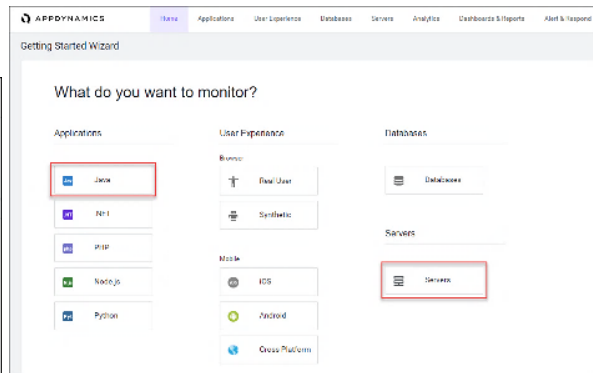 APPDYNAMICS
Home Applications User Experience Databases Servers Analytics Dashboards & Reports Alert & Respond
Getting Started Wizard
What do you want to monitor?
Applications
Java
.NET
PHP
Node.js
Python
User Experience
Browser
Real User
Synthetic
Mobile
iOS
Android
Cross Platform
Databases
Databases
Servers
Servers